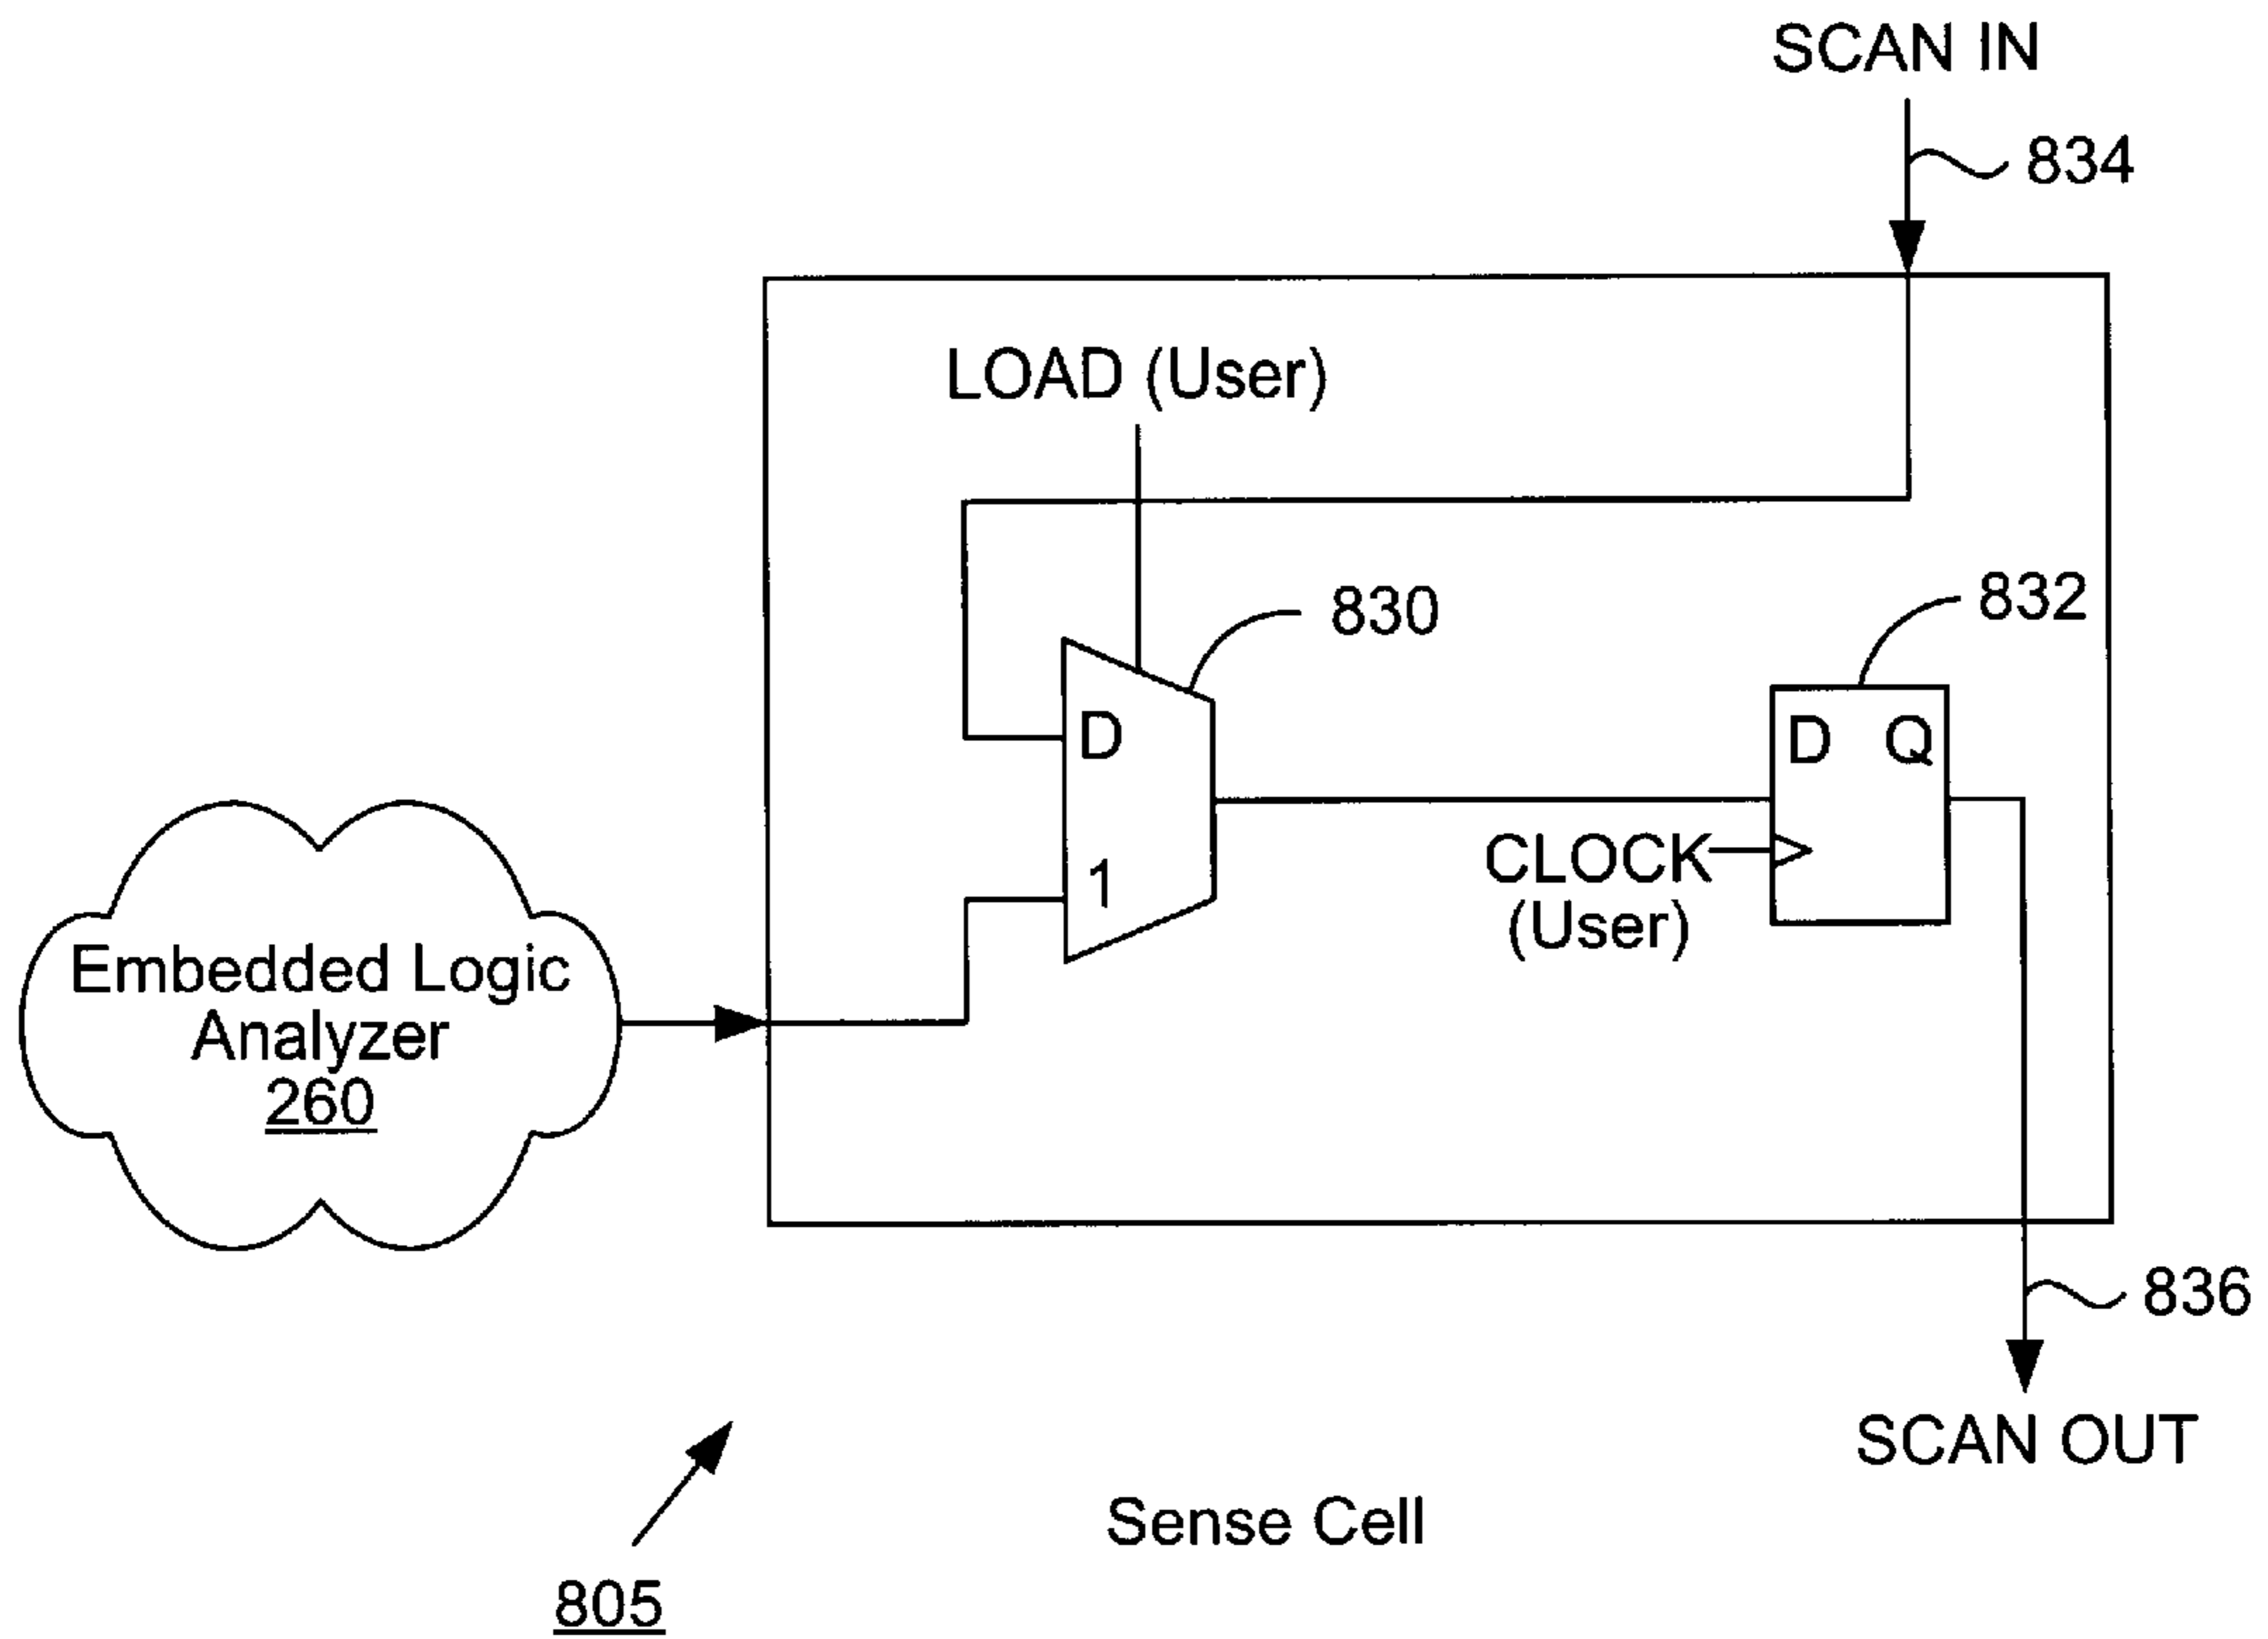 SCAN IN
834
LOAD (User)
830
832
D
D Q
1
CLOCK
(User)
Embedded Logic
Analyzer
260
836
SCAN OUT
Sense Cell
805